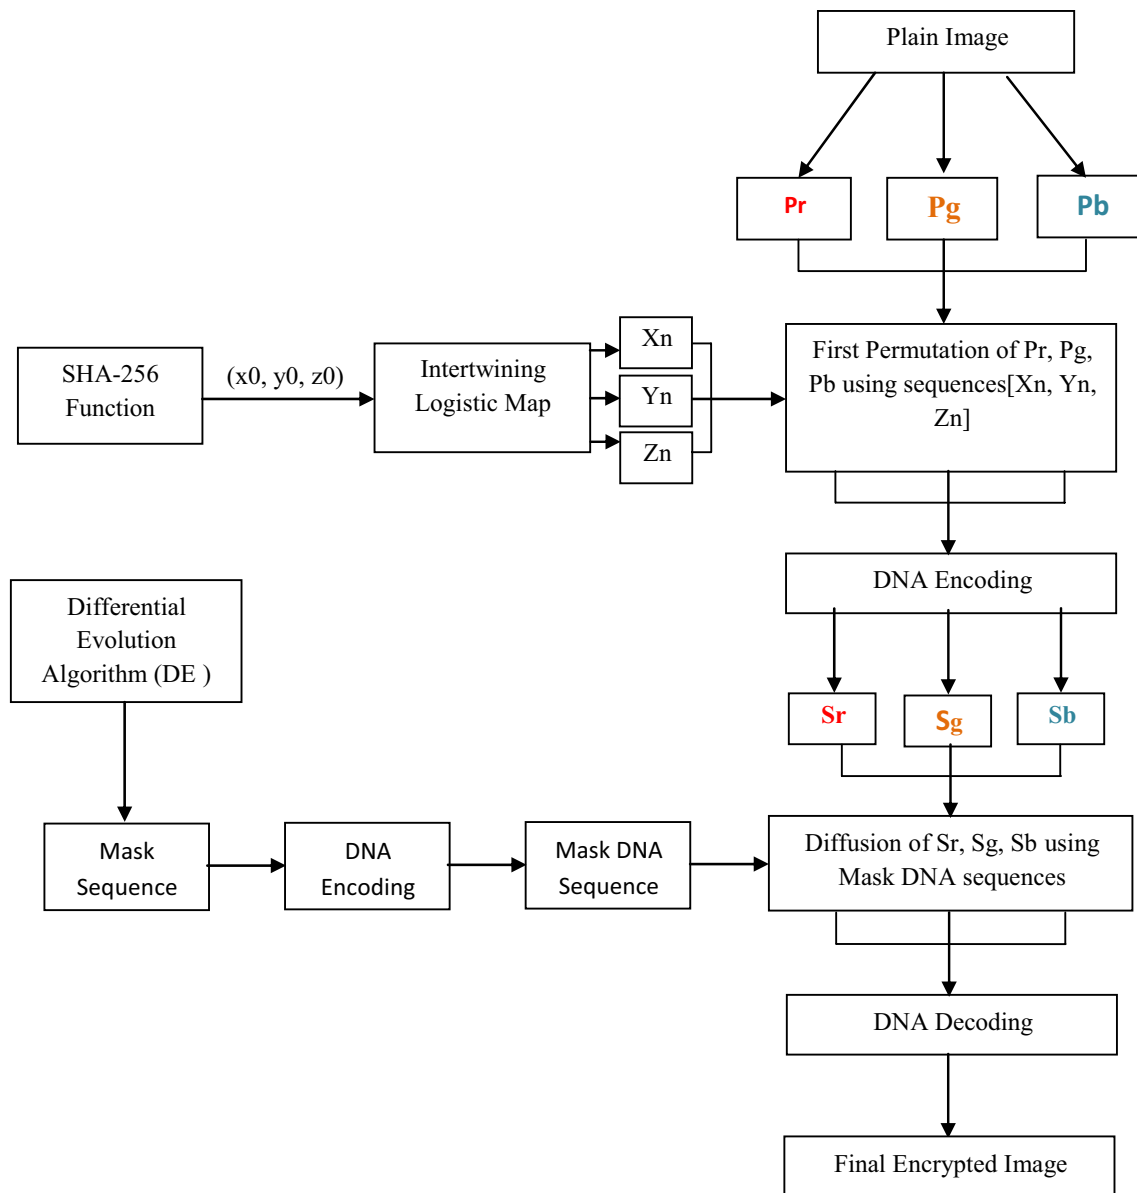 Plain Image
Pr
Pg
Pb
SHA-256
Function
(x0, y0, z0)
Intertwining
Logistic Map
Xn
Yn
Zn
First Permutation of Pr, Pg,
Pb using sequences[Xn, Yn,
Zn]
DNA Encoding
Differential
Evolution
Algorithm (DE )
Sr
Sg
Sb
Mask
Sequence
DNA
Encoding
Mask DNA
Sequence
Diffusion of Sr, Sg, Sb using
Mask DNA sequences
DNA Decoding
Final Encrypted Image